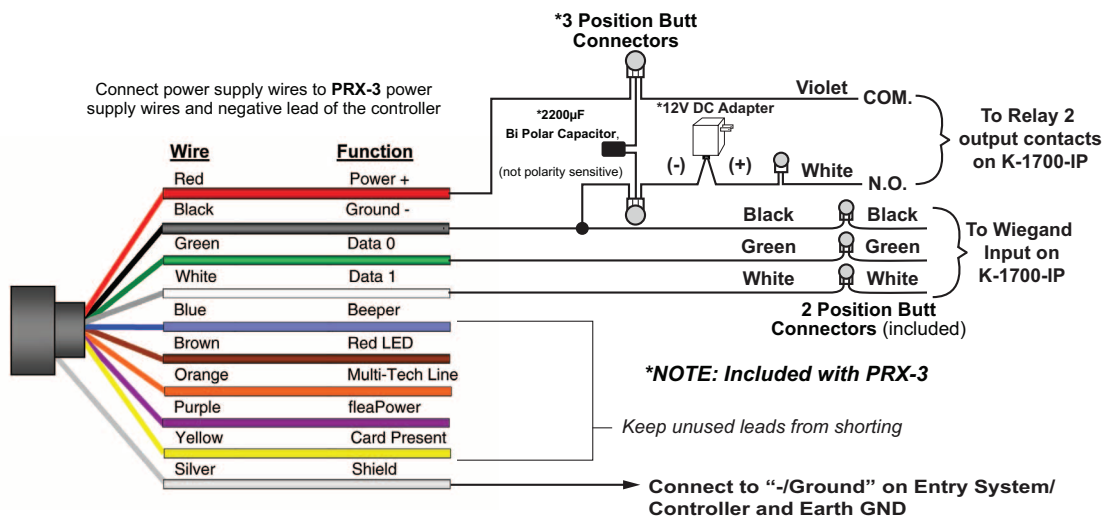 *3 Position Butt
Connectors
Connect power supply wires to PRX-3 power
supply wires and negative lead of the controller
*2200µF
Bi Polar Capacitor,
(not polarity sensitive)
*12V DC Adapter
(-)
(+)
Violet
COM.
White
N.O.
To Relay 2
output contacts
on K-1700-IP
Wire
Function
Red
Power +
Black
Ground -
Green
Data 0
White
Data 1
Blue
Beeper
Brown
Red LED
Orange
Multi-Tech Line
Purple
fleaPower
Yellow
Card Present
Silver
Shield
Black
Black
Green
Green
White
White
To Wiegand
Input on
K-1700-IP
2 Position Butt
Connectors (included)
*NOTE: Included with PRX-3
Keep unused leads from shorting
Connect to “-/Ground” on Entry System/
Controller and Earth GND